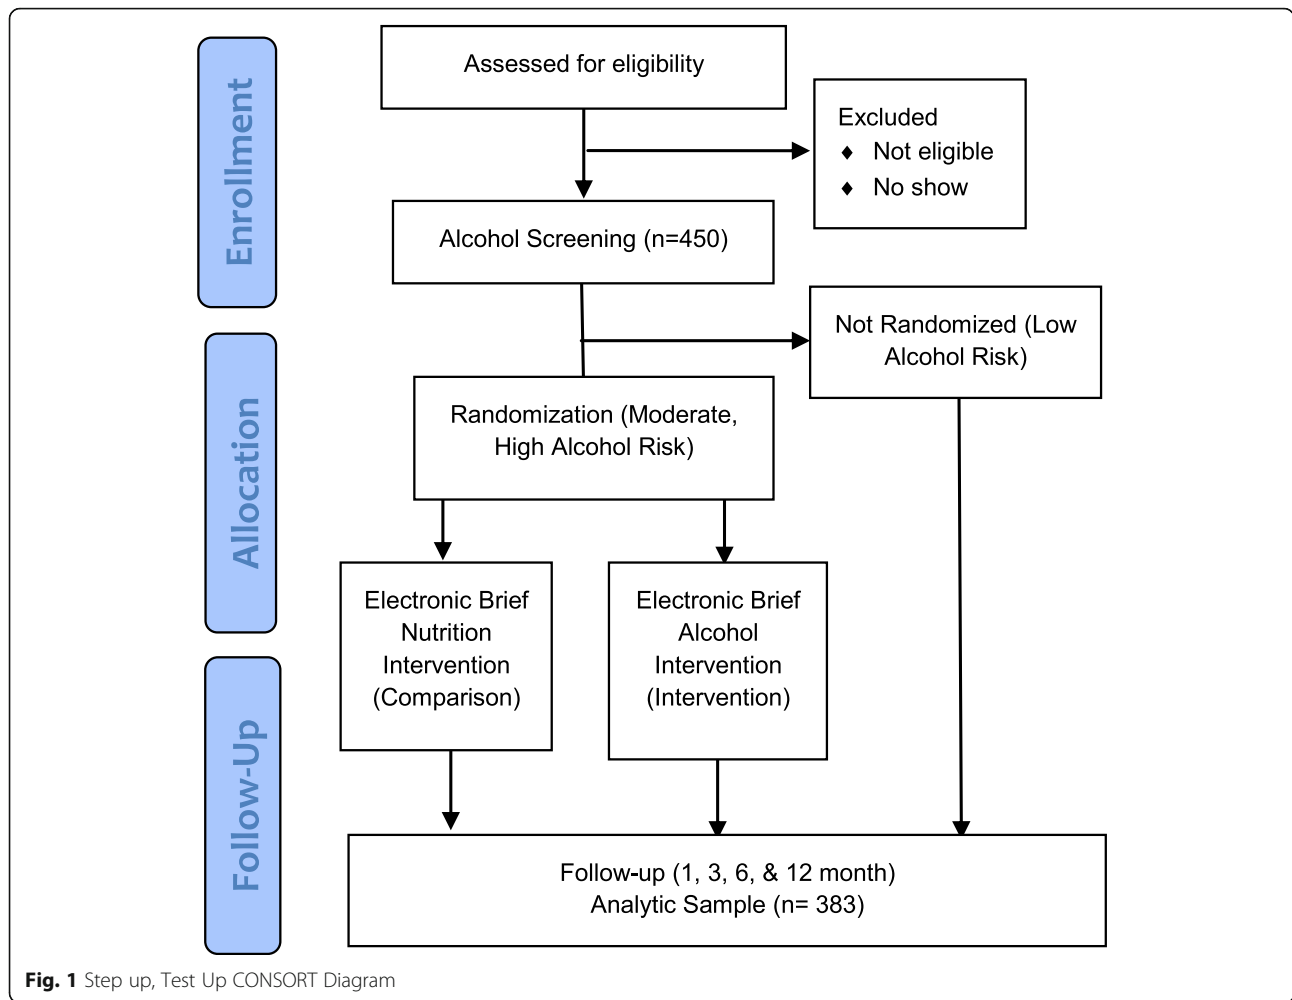 Enrollment
Assessed for eligibility
Excluded
♦ Not eligible
♦ No show
Alcohol Screening (n=450)
Not Randomized (Low
Alcohol Risk)
Allocation
Randomization (Moderate,
High Alcohol Risk)
Electronic Brief
Nutrition
Intervention
(Comparison)
Electronic Brief
Alcohol
Intervention
(Intervention)
Follow-Up
Follow-up (1, 3, 6, & 12 month)
Analytic Sample (n= 383)
Fig. 1 Step up, Test Up CONSORT Diagram